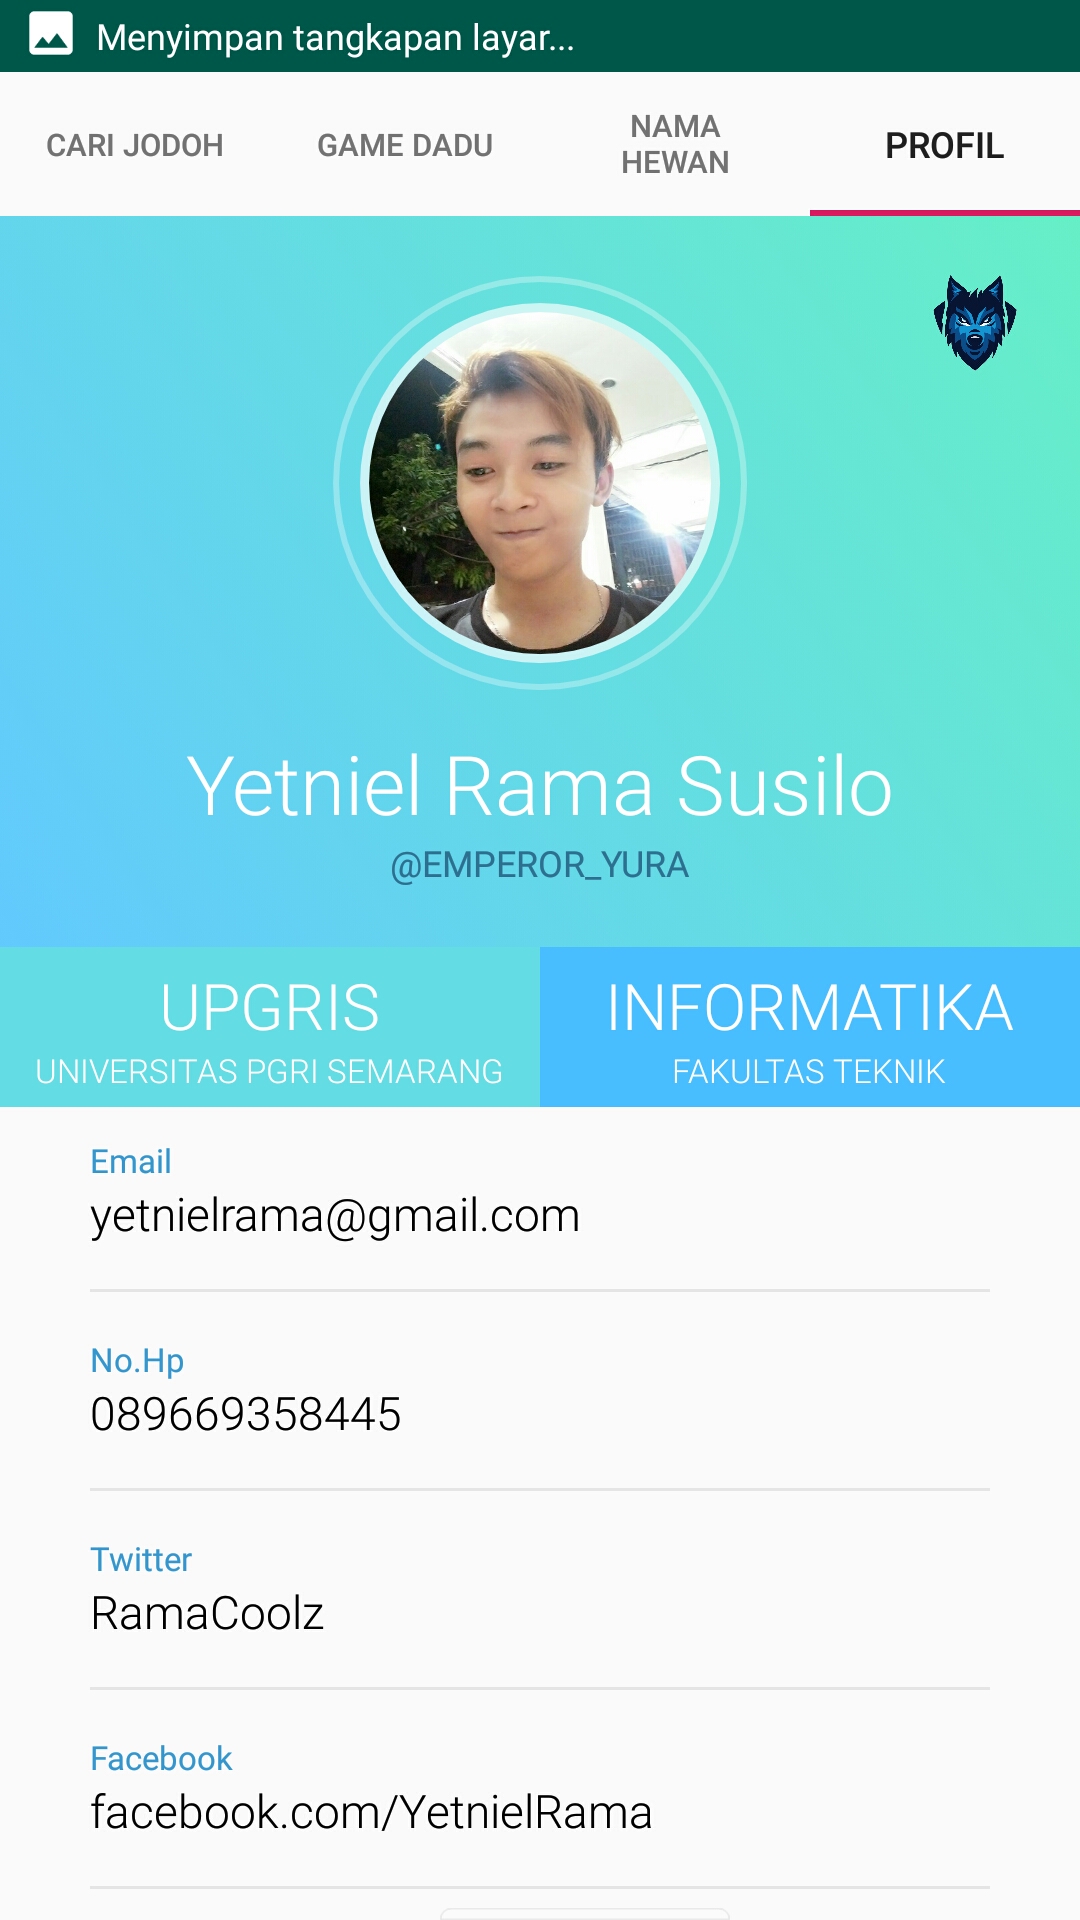 Menyimpan tangkapan layar...
CARI JODOH
GAME DADU
NAMA
HEWAN
PROFIL
Yetniel Rama Susilo
@EMPEROR_YURA
UPGRIS
UNIVERSITAS PGRI SEMARANG
INFORMATIKA
FAKULTAS TEKNIK
Email
yetnielrama@gmail.com
No.Hp
089669358445
Twitter
RamaCoolz
Facebook
facebook.com/YetnielRama